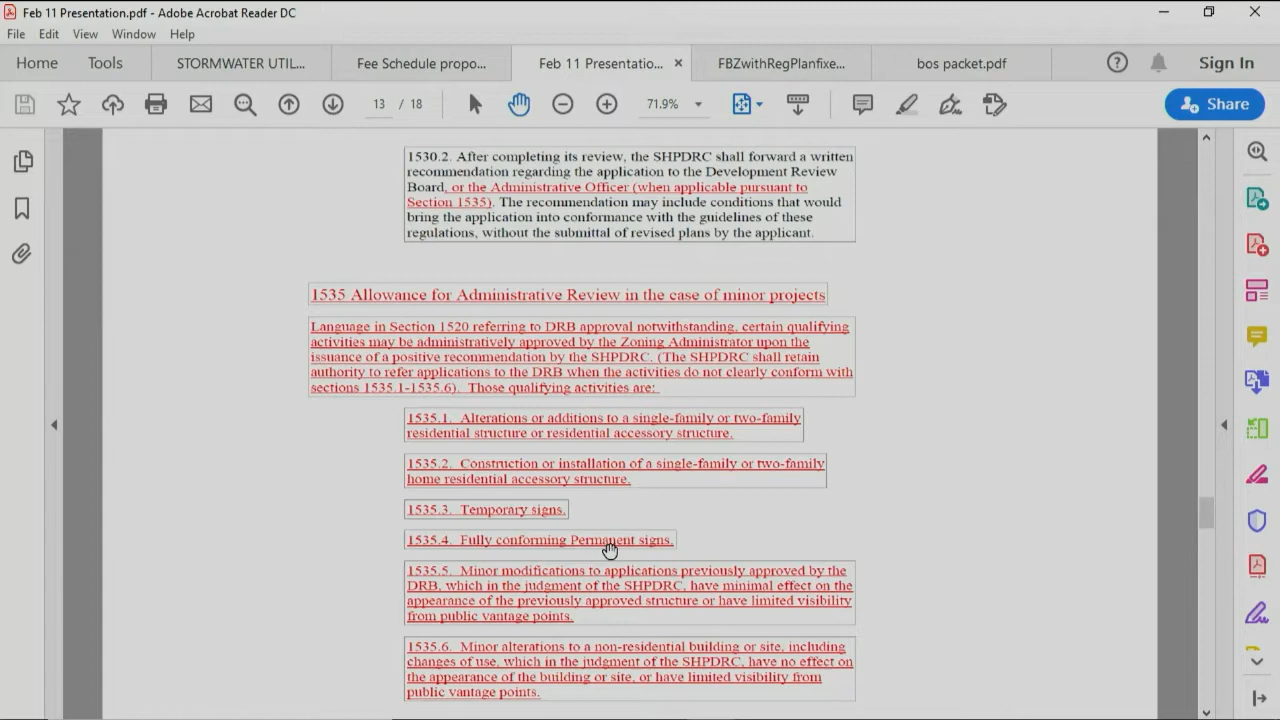 Feb 11 Presentation.pdf - Adobe Acrobat Reader DC
File Edit View Window Help
Home Tools STORMWATER UTIL... Fee Schedule propo... Feb 11 Presentatio... × FBZwithRegPlanfixe... bos packet.pdf Sign In
13 / 18 71.9% Share
1530.2. After completing its review, the SHPDRC shall forward a written
recommendation regarding the application to the Development Review
Board, or the Administrative Officer (when applicable pursuant to
Section 1535). The recommendation may include conditions that would
bring the application into conformance with the guidelines of these
regulations, without the submittal of revised plans by the applicant.
1535 Allowance for Administrative Review in the case of minor projects
Language in Section 1520 referring to DRB approval notwithstanding, certain qualifying
activities may be administratively approved by the Zoning Administrator upon the
issuance of a positive recommendation by the SHPDRC. (The SHPDRC shall retain
authority to refer applications to the DRB when the activities do not clearly conform with
sections 1535.1-1535.6). Those qualifying activities are:
1535.1. Alterations or additions to a single-family or two-family
residential structure or residential accessory structure.
1535.2. Construction or installation of a single-family or two-family
home residential accessory structure.
1535.3. Temporary signs.
1535.4. Fully conforming Permanent signs.
1535.5. Minor modifications to applications previously approved by the
DRB, which in the judgment of the SHPDRC, have minimal effect on the
appearance of the previously approved structure or have limited visibility
from public vantage points.
1535.6. Minor alterations to a non-residential building or site, including
changes of use, which in the judgment of the SHPDRC, have no effect on
the appearance of the building or site, or have limited visibility from
public vantage points.